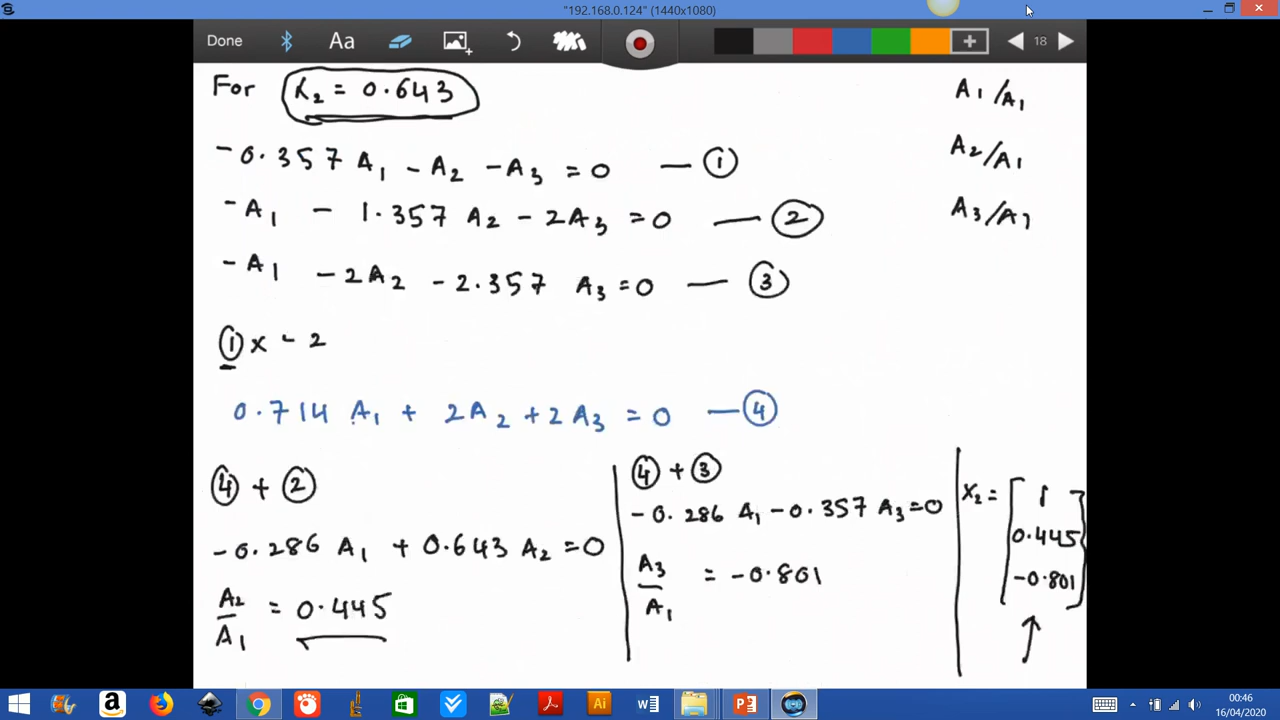 "192.168.0.124" (1440x1080)
Done Aa 18
For α₂ = 0.643
A₁/A₁
-0.357 A₁ - A₂ - A₃ = 0 — ①
A₂/A₁
-A₁ - 1.357 A₂ - 2A₃ = 0 — ②
A₃/A₁
-A₁ - 2A₂ - 2.357 A₃ = 0 — ③
① x - 2
0.714 A₁ + 2A₂ + 2A₃ = 0 — ④
④ + ②
-0.286 A₁ + 0.643 A₂ = 0
A₂/A₁ = 0.445
④ + ③
-0.286 A₁ - 0.357 A₃ = 0
A₃/A₁ = -0.801
X₂ = [ 1
0.445
-0.801 ]
00:46
16/04/2020